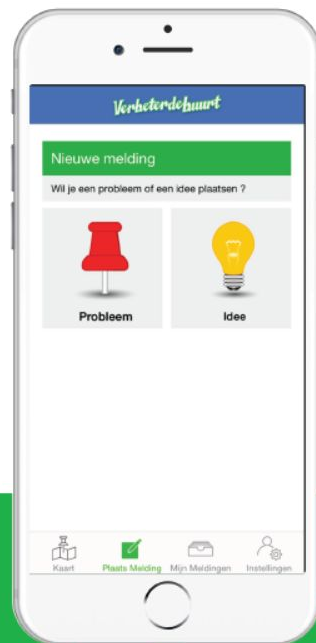 Verbeterdebuurt
Nieuwe melding
Wil je een probleem of een idee plaatsen ?
Probleem
Idee
Kaart
Plaats Melding
Mijn Meldingen
Instellingen